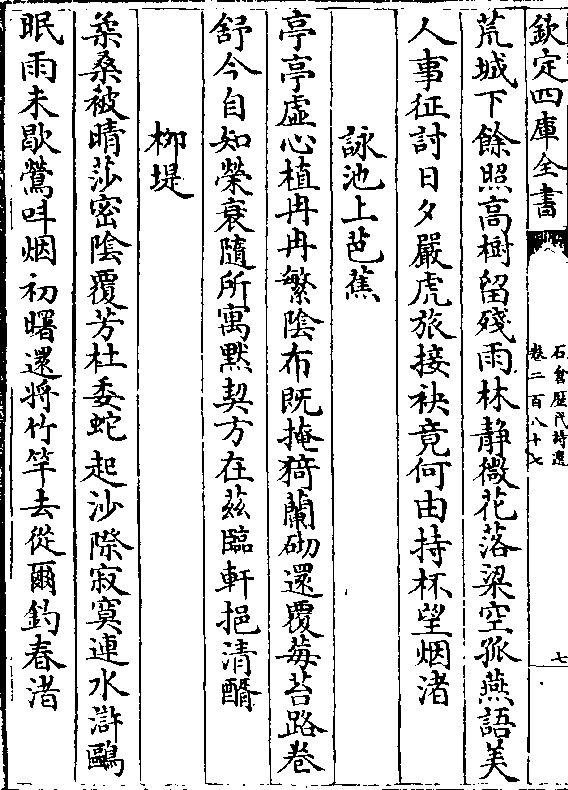 欽定四庫全書
石倉歷代詩選
卷二百八十七
七
荒城下餘照高樹留殘雨林靜微花落梁空孤燕語美
人事征討日夕嚴虎旅接袂竟何由持杯望烟渚
詠池上芭蕉
亭亭虛心植冉冉繁陰布既掩猗蘭砌還覆莓苔路卷
舒今自知榮衰隨所寓默契方在茲臨軒挹清醑
柳堤
柔桑被晴莎密陰覆芳杜委蛇起沙際寂寞連水滸鷗
眠雨未歇鶯呌烟初曙還將竹竿去從爾釣春渚